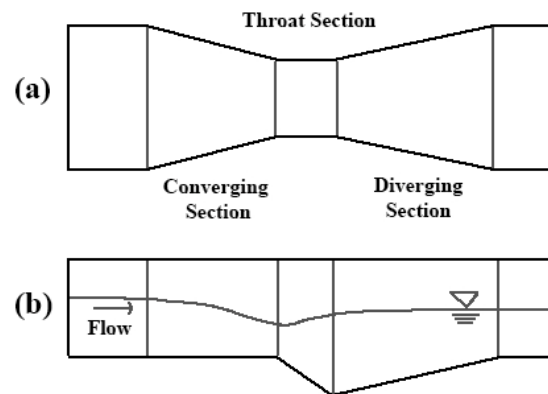 Throat Section
(a)
Converging
Section
Diverging
Section
(b)
Flow